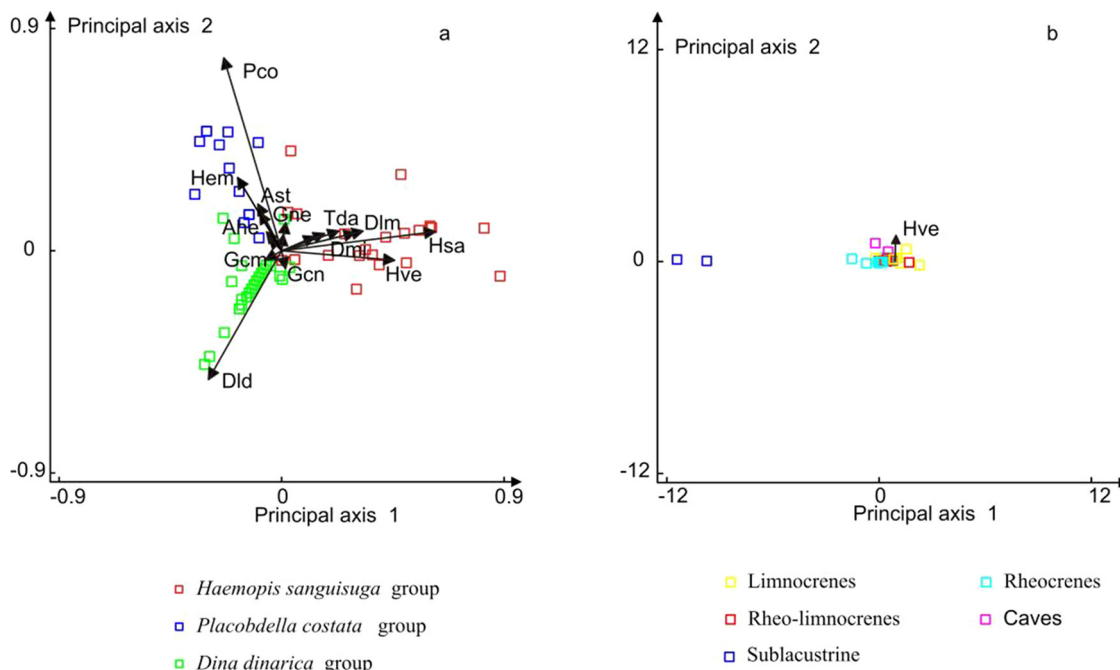 0.9
Principal axis 2
a
Pco
Hem
Ast
Gne
Ahe
Tda
Dlm
Hsa
0
Dmi
Gcm
Gcn
Hve
Dld
-0.9
-0.9
0
0.9
Principal axis 1
Haemopis sanguisuga group
Placobdella costata group
Dina dinarica group
12
Principal axis 2
b
Hve
0
-12
-12
0
12
Principal axis 1
Limnocrenes
Rheocrenes
Rheo-limnocrenes
Caves
Sublacustrine